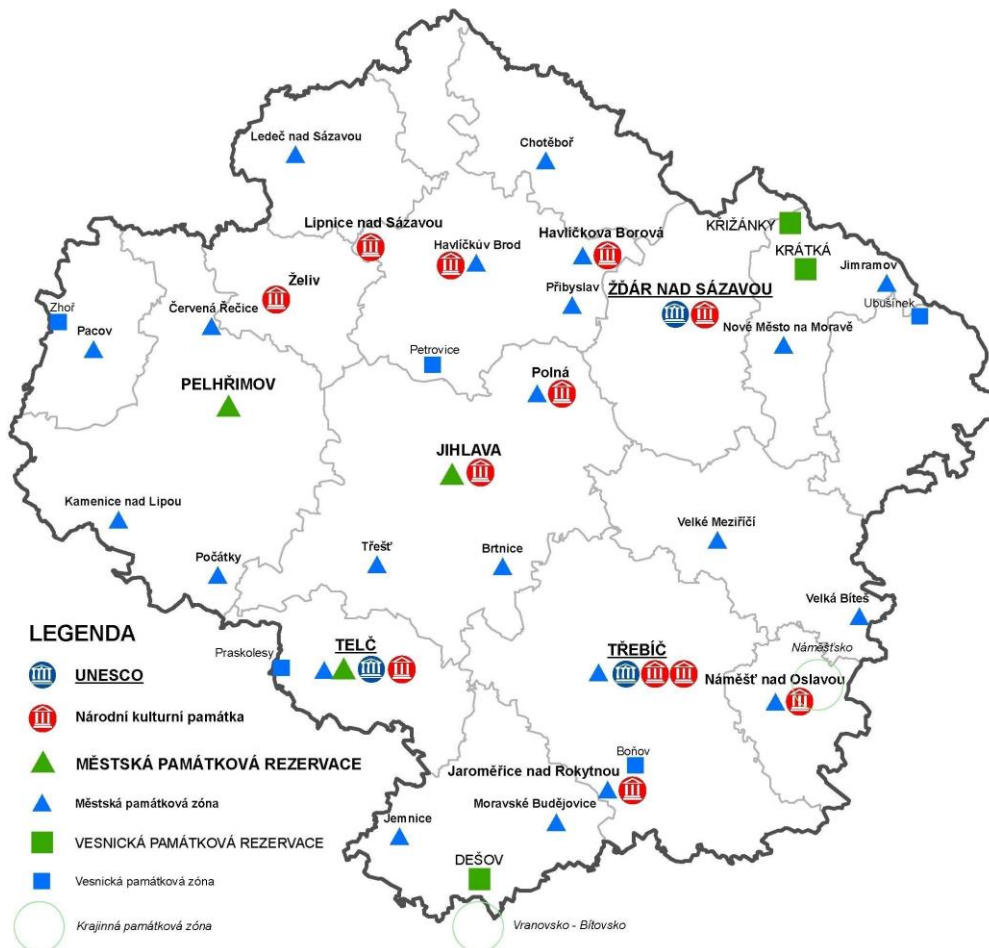 Ledeč nad Sázavou
Chotěboř
Lipnice nad Sázavou
Havlíčkův Brod
Havlíčkova Borová
KŘIŽÁNKY
KRÁTKÁ
Jimramov
Želiv
Přibyslav
ŽĎÁR NAD SÁZAVOU
Ubušínek
Zhoř
Červená Řečice
Pacov
Nové Město na Moravě
Petrovice
PELHŘIMOV
Polná
JIHLAVA
Kamenice nad Lipou
Velké Meziříčí
Počátky
Třešť
Brtnice
Velká Bíteš
LEGENDA
Praskolesy
TELČ
TŘEBÍČ
Náměšťsko
Náměšť nad Oslavou
UNESCO
Národní kulturní památka
MĚSTSKÁ PAMÁTKOVÁ REZERVACE
Boňov
Jaroměřice nad Rokytnou
Městská památková zóna
Moravské Budějovice
Jemnice
VESNICKÁ PAMÁTKOVÁ REZERVACE
DEŠOV
Vesnická památková zóna
Krajinná památková zóna
Vranovsko - Bítovsko